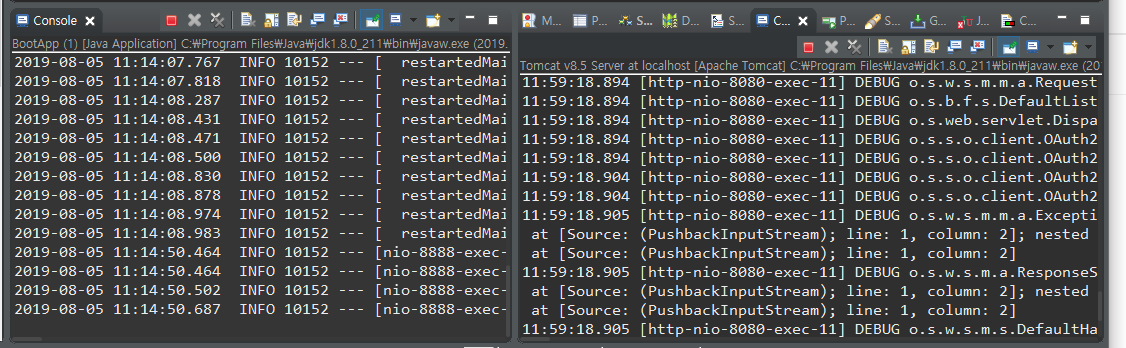 Console
BootApp (1) [Java Application] C:₩Program Files₩Java₩jdk1.8.0_211₩bin₩javaw.exe (2019.
2019-08-05 11:14:07.767  INFO 10152 --- [  restartedMai
2019-08-05 11:14:07.818  INFO 10152 --- [  restartedMai
2019-08-05 11:14:08.287  INFO 10152 --- [  restartedMai
2019-08-05 11:14:08.431  INFO 10152 --- [  restartedMai
2019-08-05 11:14:08.471  INFO 10152 --- [  restartedMai
2019-08-05 11:14:08.500  INFO 10152 --- [  restartedMai
2019-08-05 11:14:08.830  INFO 10152 --- [  restartedMai
2019-08-05 11:14:08.878  INFO 10152 --- [  restartedMai
2019-08-05 11:14:08.974  INFO 10152 --- [  restartedMai
2019-08-05 11:14:08.983  INFO 10152 --- [  restartedMai
2019-08-05 11:14:50.464  INFO 10152 --- [nio-8888-exec-
2019-08-05 11:14:50.464  INFO 10152 --- [nio-8888-exec-
2019-08-05 11:14:50.502  INFO 10152 --- [nio-8888-exec-
2019-08-05 11:14:50.687  INFO 10152 --- [nio-8888-exec-
M... P... S... D... S... C... P... S... G... J... C...
Tomcat v8.5 Server at localhost [Apache Tomcat] C:₩Program Files₩Java₩jdk1.8.0_211₩bin₩javaw.exe (201
11:59:18.894 [http-nio-8080-exec-11] DEBUG o.s.w.s.m.m.a.Request
11:59:18.894 [http-nio-8080-exec-11] DEBUG o.s.b.f.s.DefaultList
11:59:18.894 [http-nio-8080-exec-11] DEBUG o.s.web.servlet.Dispa
11:59:18.894 [http-nio-8080-exec-11] DEBUG o.s.s.o.client.OAuth2
11:59:18.894 [http-nio-8080-exec-11] DEBUG o.s.s.o.client.OAuth2
11:59:18.904 [http-nio-8080-exec-11] DEBUG o.s.s.o.client.OAuth2
11:59:18.904 [http-nio-8080-exec-11] DEBUG o.s.s.o.client.OAuth2
11:59:18.905 [http-nio-8080-exec-11] DEBUG o.s.w.s.m.m.a.Excepti
at [Source: (PushbackInputStream); line: 1, column: 2]; nested
at [Source: (PushbackInputStream); line: 1, column: 2]
11:59:18.905 [http-nio-8080-exec-11] DEBUG o.s.w.s.m.a.ResponseS
at [Source: (PushbackInputStream); line: 1, column: 2]; nested
at [Source: (PushbackInputStream); line: 1, column: 2]
11:59:18.905 [http-nio-8080-exec-11] DEBUG o.s.w.s.m.s.DefaultHa